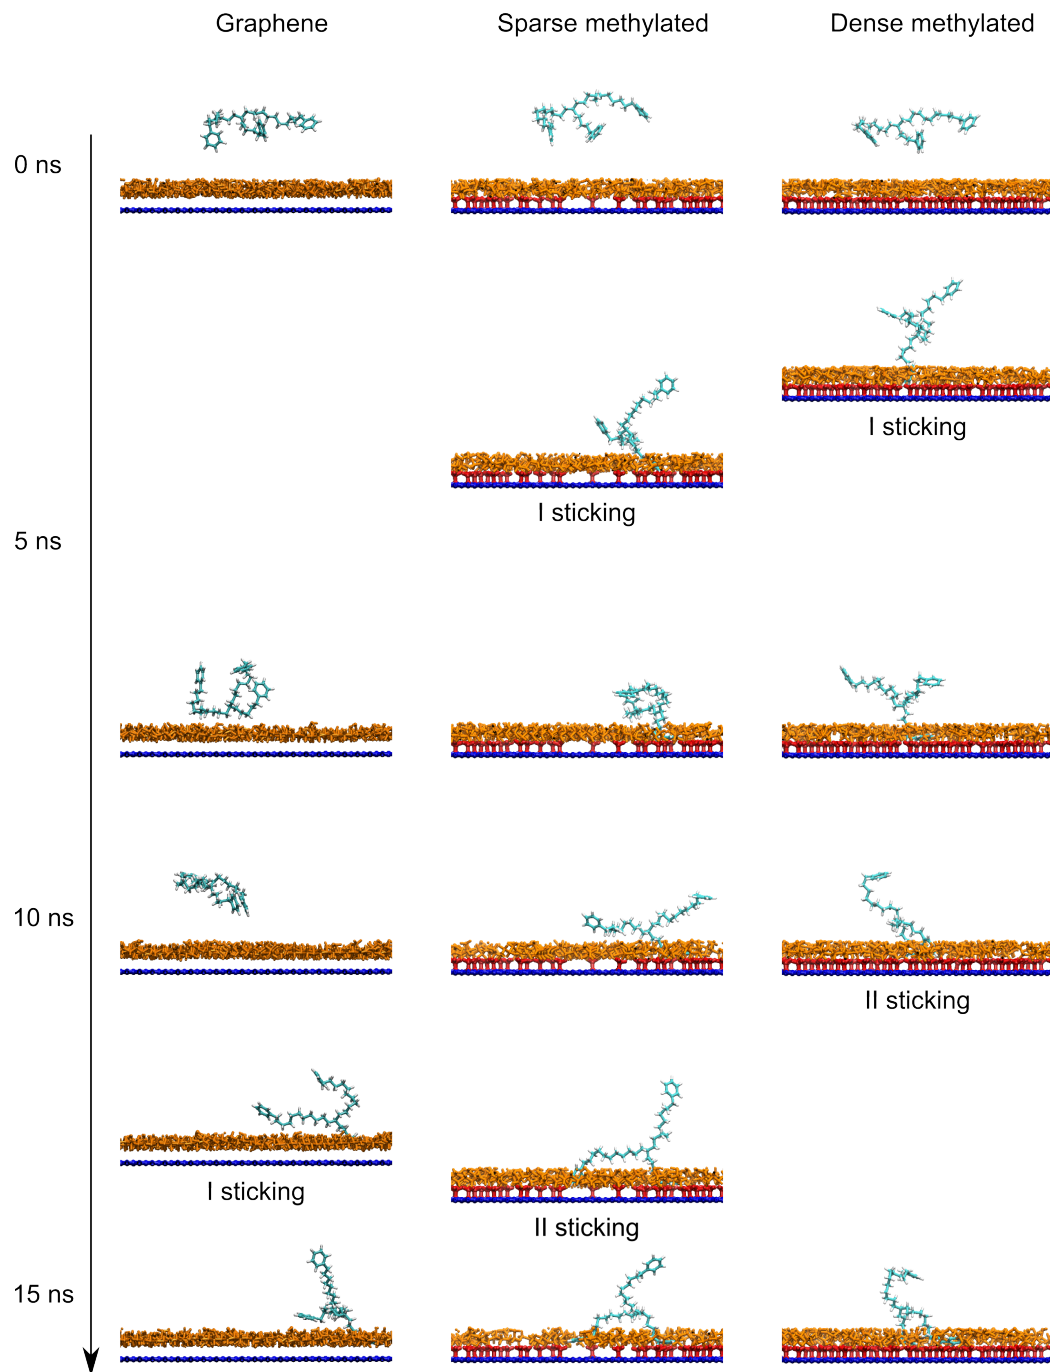 Graphene
Sparse methylated
Dense methylated
0 ns
I sticking
I sticking
5 ns
10 ns
II sticking
I sticking
II sticking
15 ns